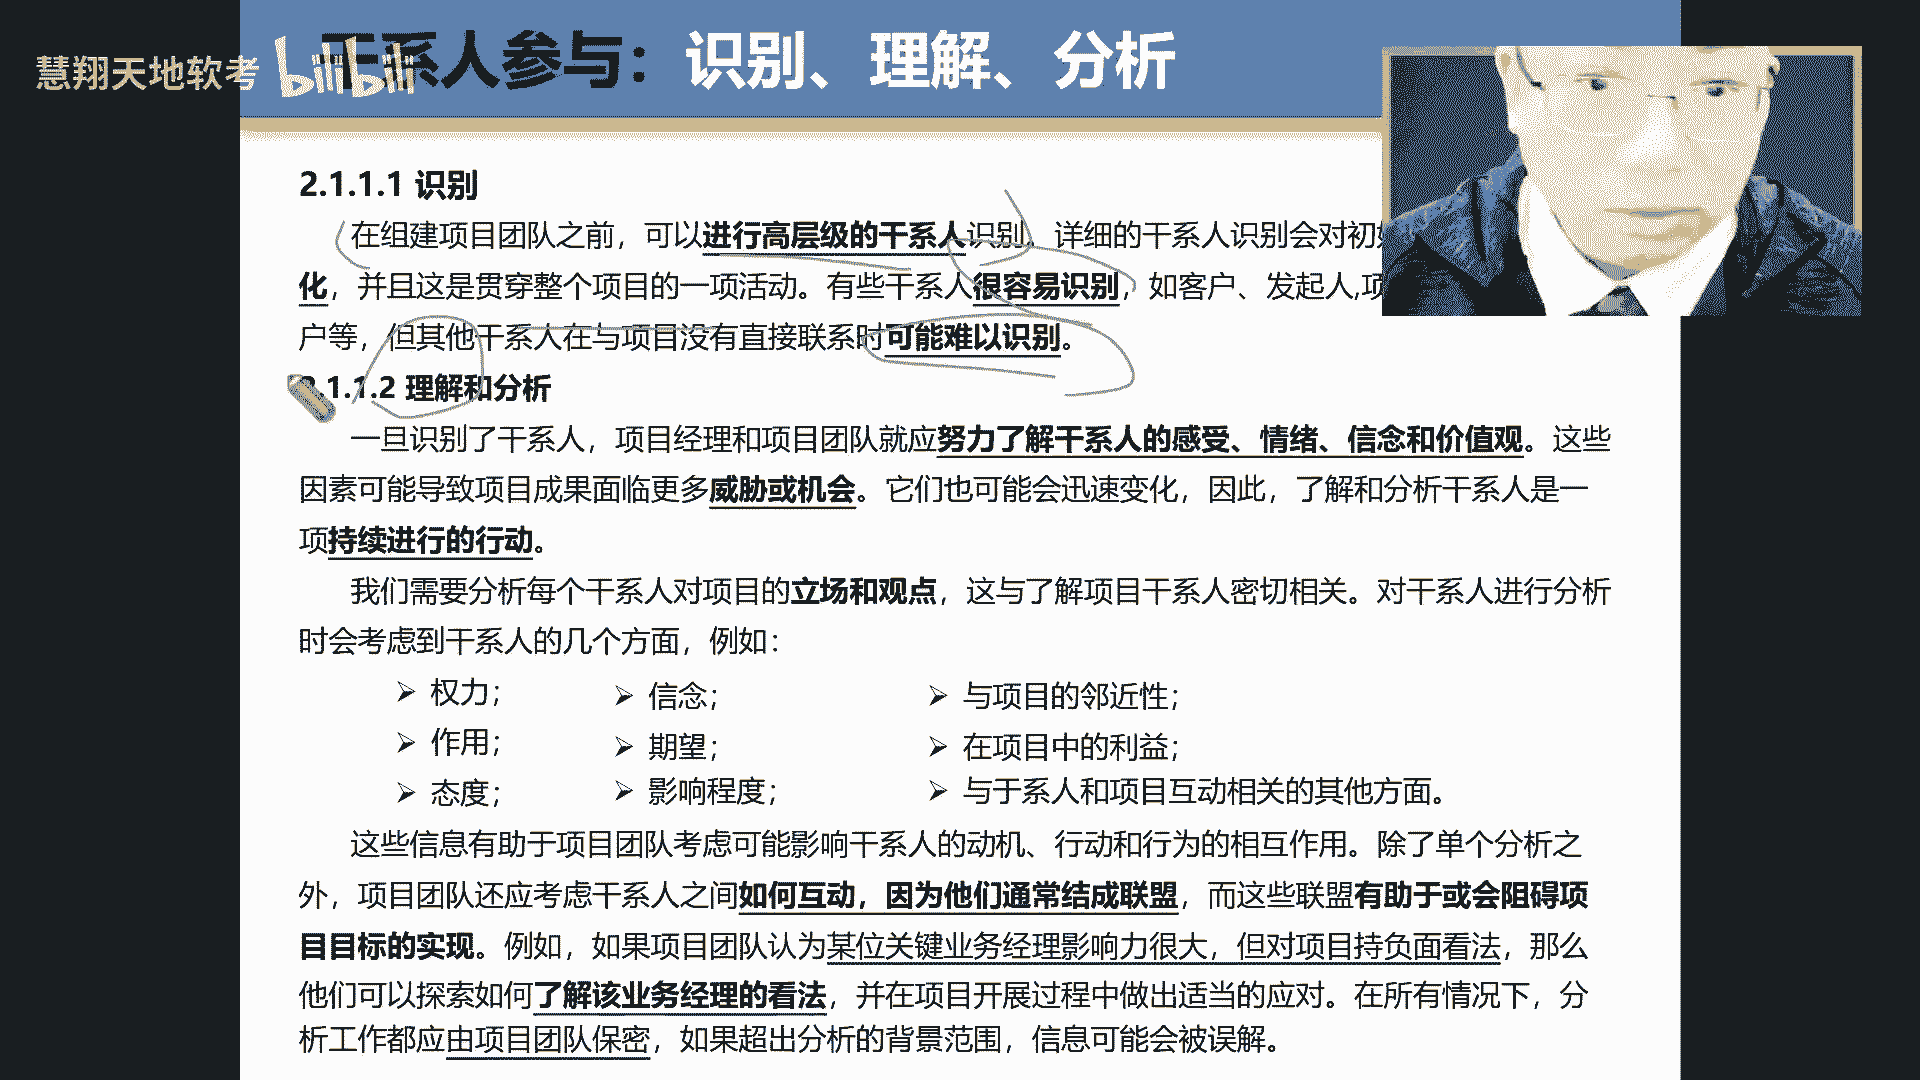 慧翔天地软考
bilibili
干系人参与：识别、理解、分析
2.1.1.1 识别
在组建项目团队之前，可以进行高层级的干系人识别。详细的干系人识别会对初
化，并且这是贯穿整个项目的一项活动。有些干系人很容易识别，如客户、发起人,项
户等，但其他干系人在与项目没有直接联系时可能难以识别。
2.1.1.2 理解和分析
一旦识别了干系人，项目经理和项目团队就应努力了解干系人的感受、情绪、信念和价值观。这些
因素可能导致项目成果面临更多威胁或机会。它们也可能会迅速变化，因此，了解和分析干系人是一
项持续进行的行动。
我们需要分析每个干系人对项目的立场和观点，这与了解项目干系人密切相关。对干系人进行分析
时会考虑到干系人的几个方面，例如：
➢ 权力； ➢ 信念； ➢ 与项目的邻近性；
➢ 作用； ➢ 期望； ➢ 在项目中的利益；
➢ 态度； ➢ 影响程度； ➢ 与于系人和项目互动相关的其他方面。
这些信息有助于项目团队考虑可能影响干系人的动机、行动和行为的相互作用。除了单个分析之
外，项目团队还应考虑干系人之间如何互动，因为他们通常结成联盟，而这些联盟有助于或会阻碍项
目目标的实现。例如，如果项目团队认为某位关键业务经理影响力很大，但对项目持负面看法，那么
他们可以探索如何了解该业务经理的看法，并在项目开展过程中做出适当的应对。在所有情况下，分
析工作都应由项目团队保密，如果超出分析的背景范围，信息可能会被误解。